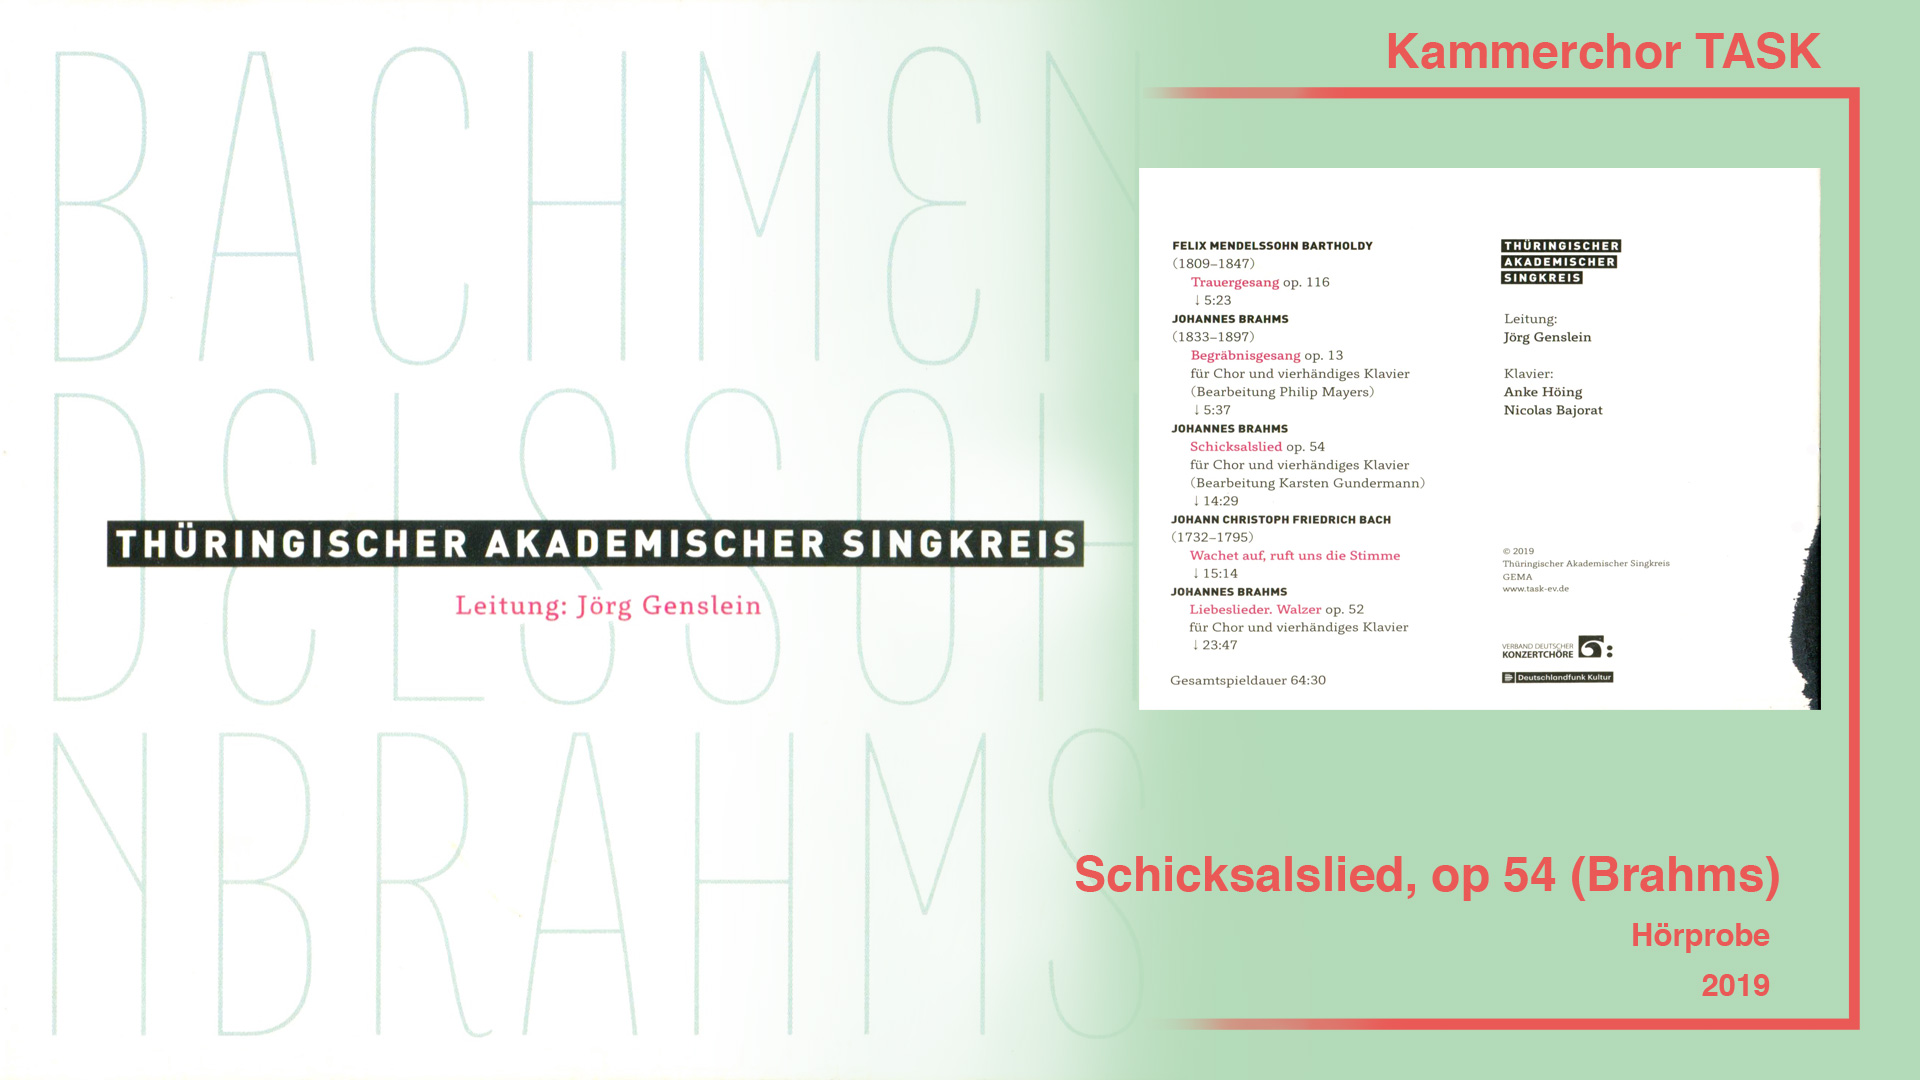 BACHMEN
DELSSOH
NBRAHMS
THÜRINGISCHER AKADEMISCHER SINGKREIS
Leitung: Jörg Genslein
Kammerchor TASK
FELIX MENDELSSOHN BARTHOLDY
(1809–1847)
Trauergesang op. 116
↓ 5:23
JOHANNES BRAHMS
(1833–1897)
Begräbnisgesang op. 13
für Chor und vierhändiges Klavier
(Bearbeitung Philip Mayers)
↓ 5:37
JOHANNES BRAHMS
Schicksalslied op. 54
für Chor und vierhändiges Klavier
(Bearbeitung Karsten Gundermann)
↓ 14:29
JOHANN CHRISTOPH FRIEDRICH BACH
(1732–1795)
Wachet auf, ruft uns die Stimme
↓ 15:14
JOHANNES BRAHMS
Liebeslieder. Walzer op. 52
für Chor und vierhändiges Klavier
↓ 23:47
Gesamtspieldauer 64:30
THÜRINGISCHER
AKADEMISCHER
SINGKREIS
Leitung:
Jörg Genslein
Klavier:
Anke Höing
Nicolas Bajorat
© 2019
Thüringischer Akademischer Singkreis
GEMA
www.task-ev.de
VERBAND DEUTSCHER
KONZERTCHÖRE
Deutschlandfunk Kultur
Schicksalslied, op 54 (Brahms)
Hörprobe
2019